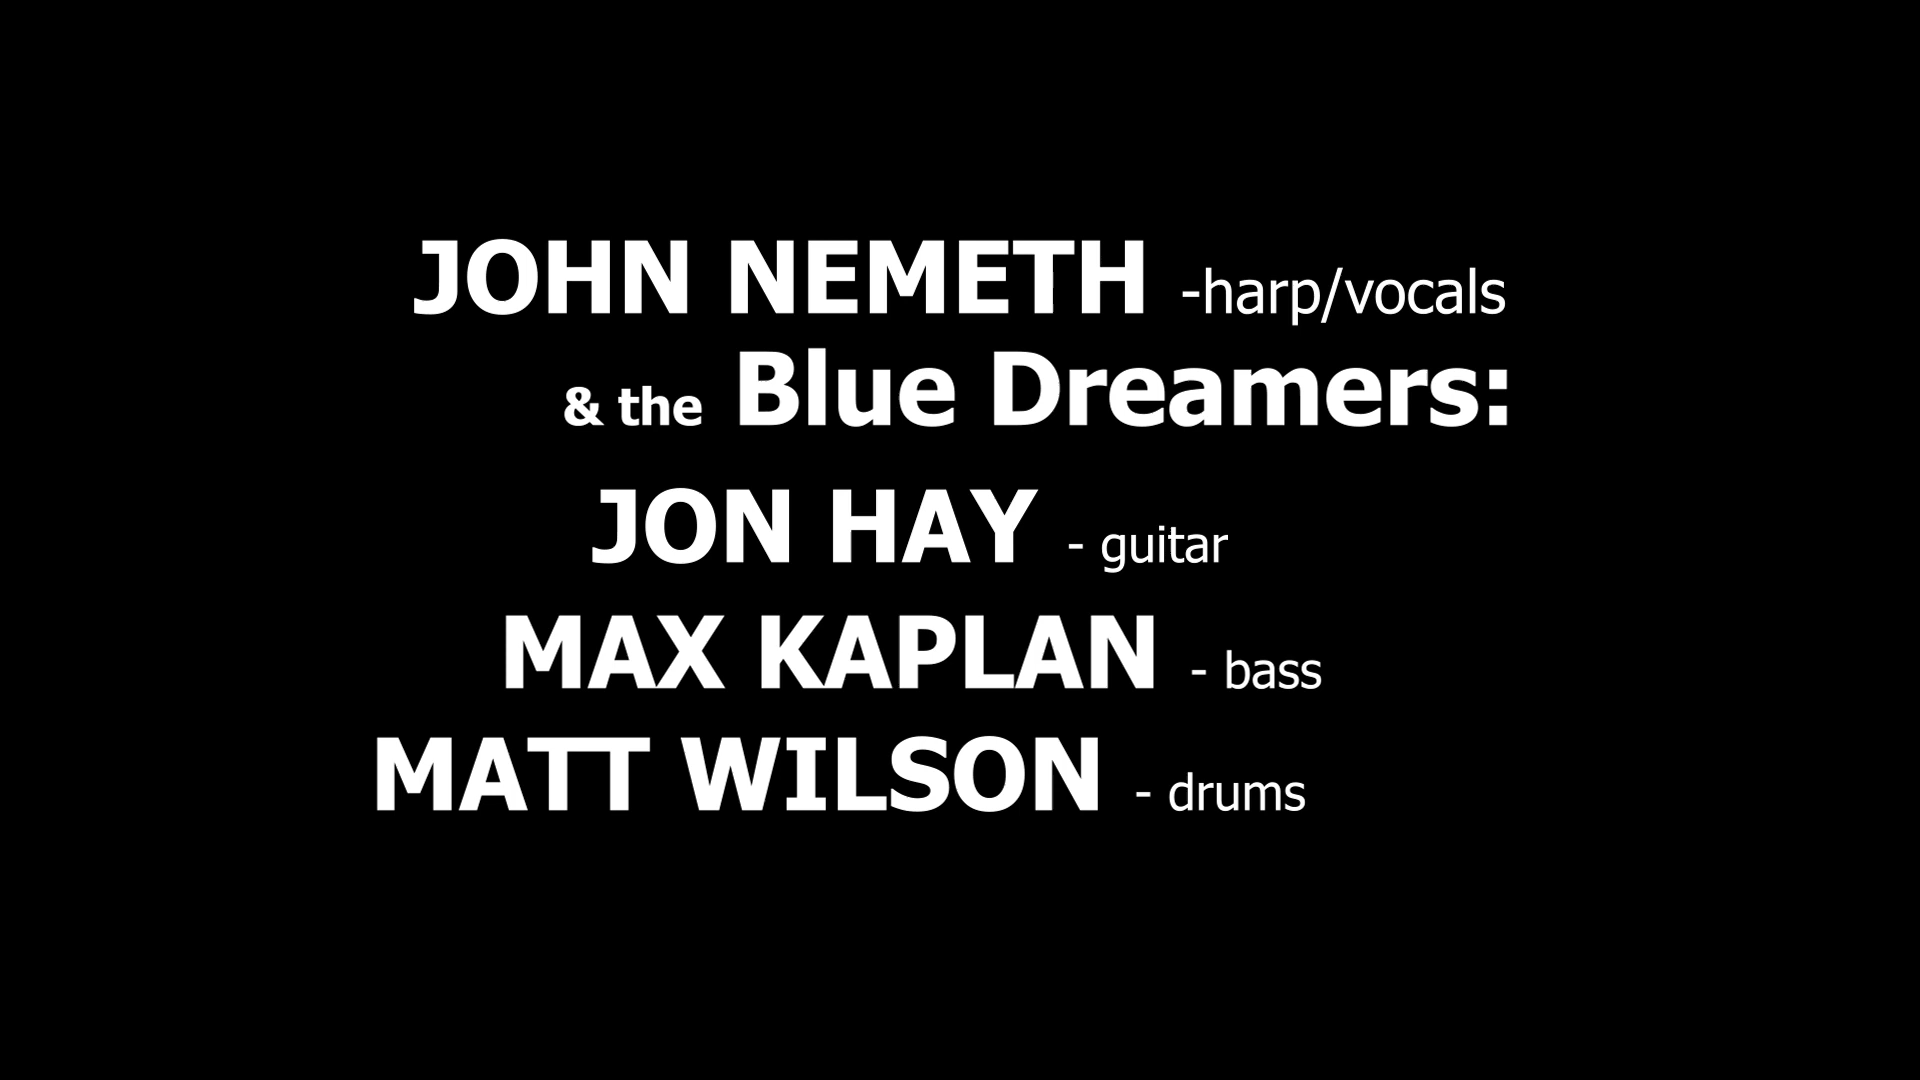 JOHN NEMETH -harp/vocals
& the Blue Dreamers:
JON HAY - guitar
MAX KAPLAN - bass
MATT WILSON - drums